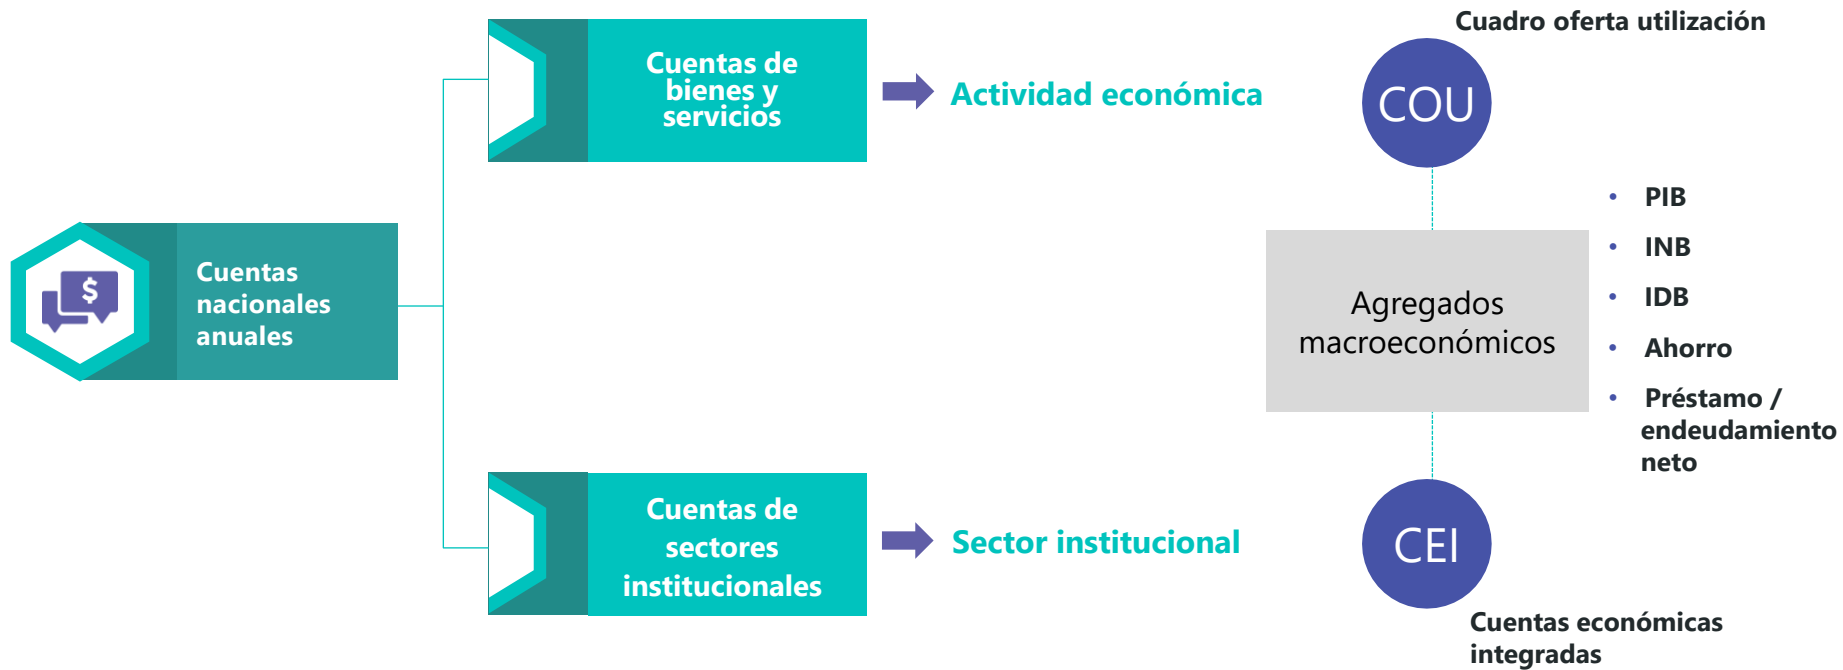 Cuadro oferta utilización
Cuentas de
bienes y
servicios
Actividad económica
COU
Cuentas
nacionales
anuales
$
Agregados
macroeconómicos
• PIB
• INB
• IDB
• Ahorro
• Préstamo /
endeudamiento
neto
Cuentas de
sectores
institucionales
Sector institucional
CEI
Cuentas económicas
integradas